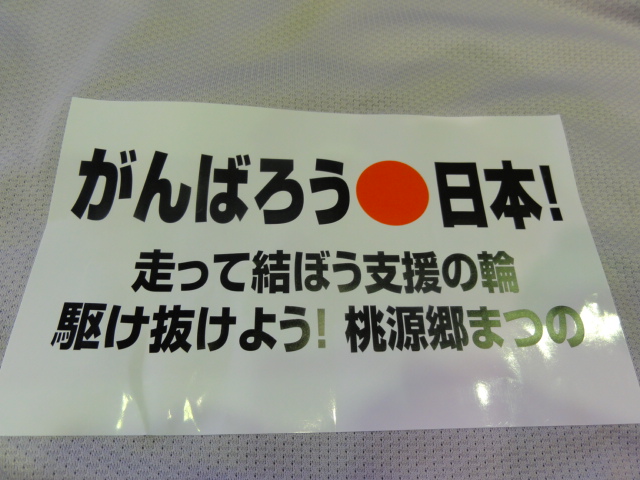 がんばろう●日本!
走って結ぼう支援の輪
駆け抜けよう! 桃源郷まつの